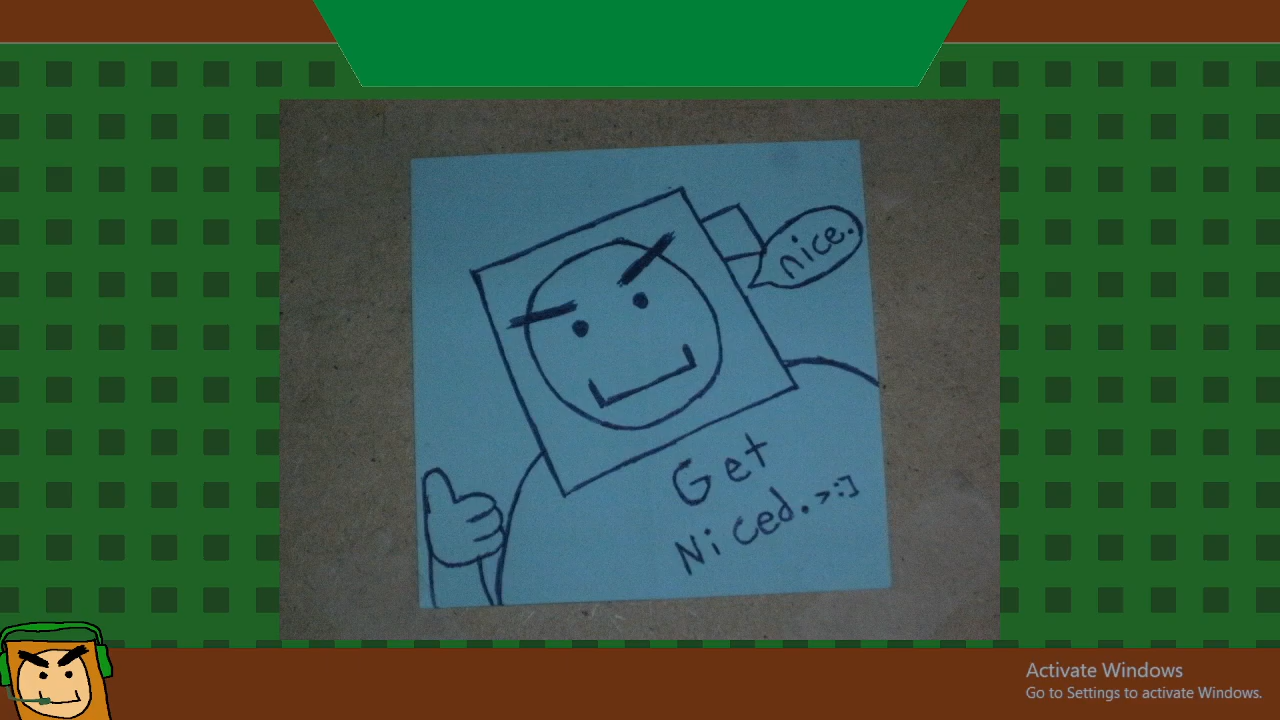 nice.
Get
Niced. >:]
Activate Windows
Go to Settings to activate Windows.